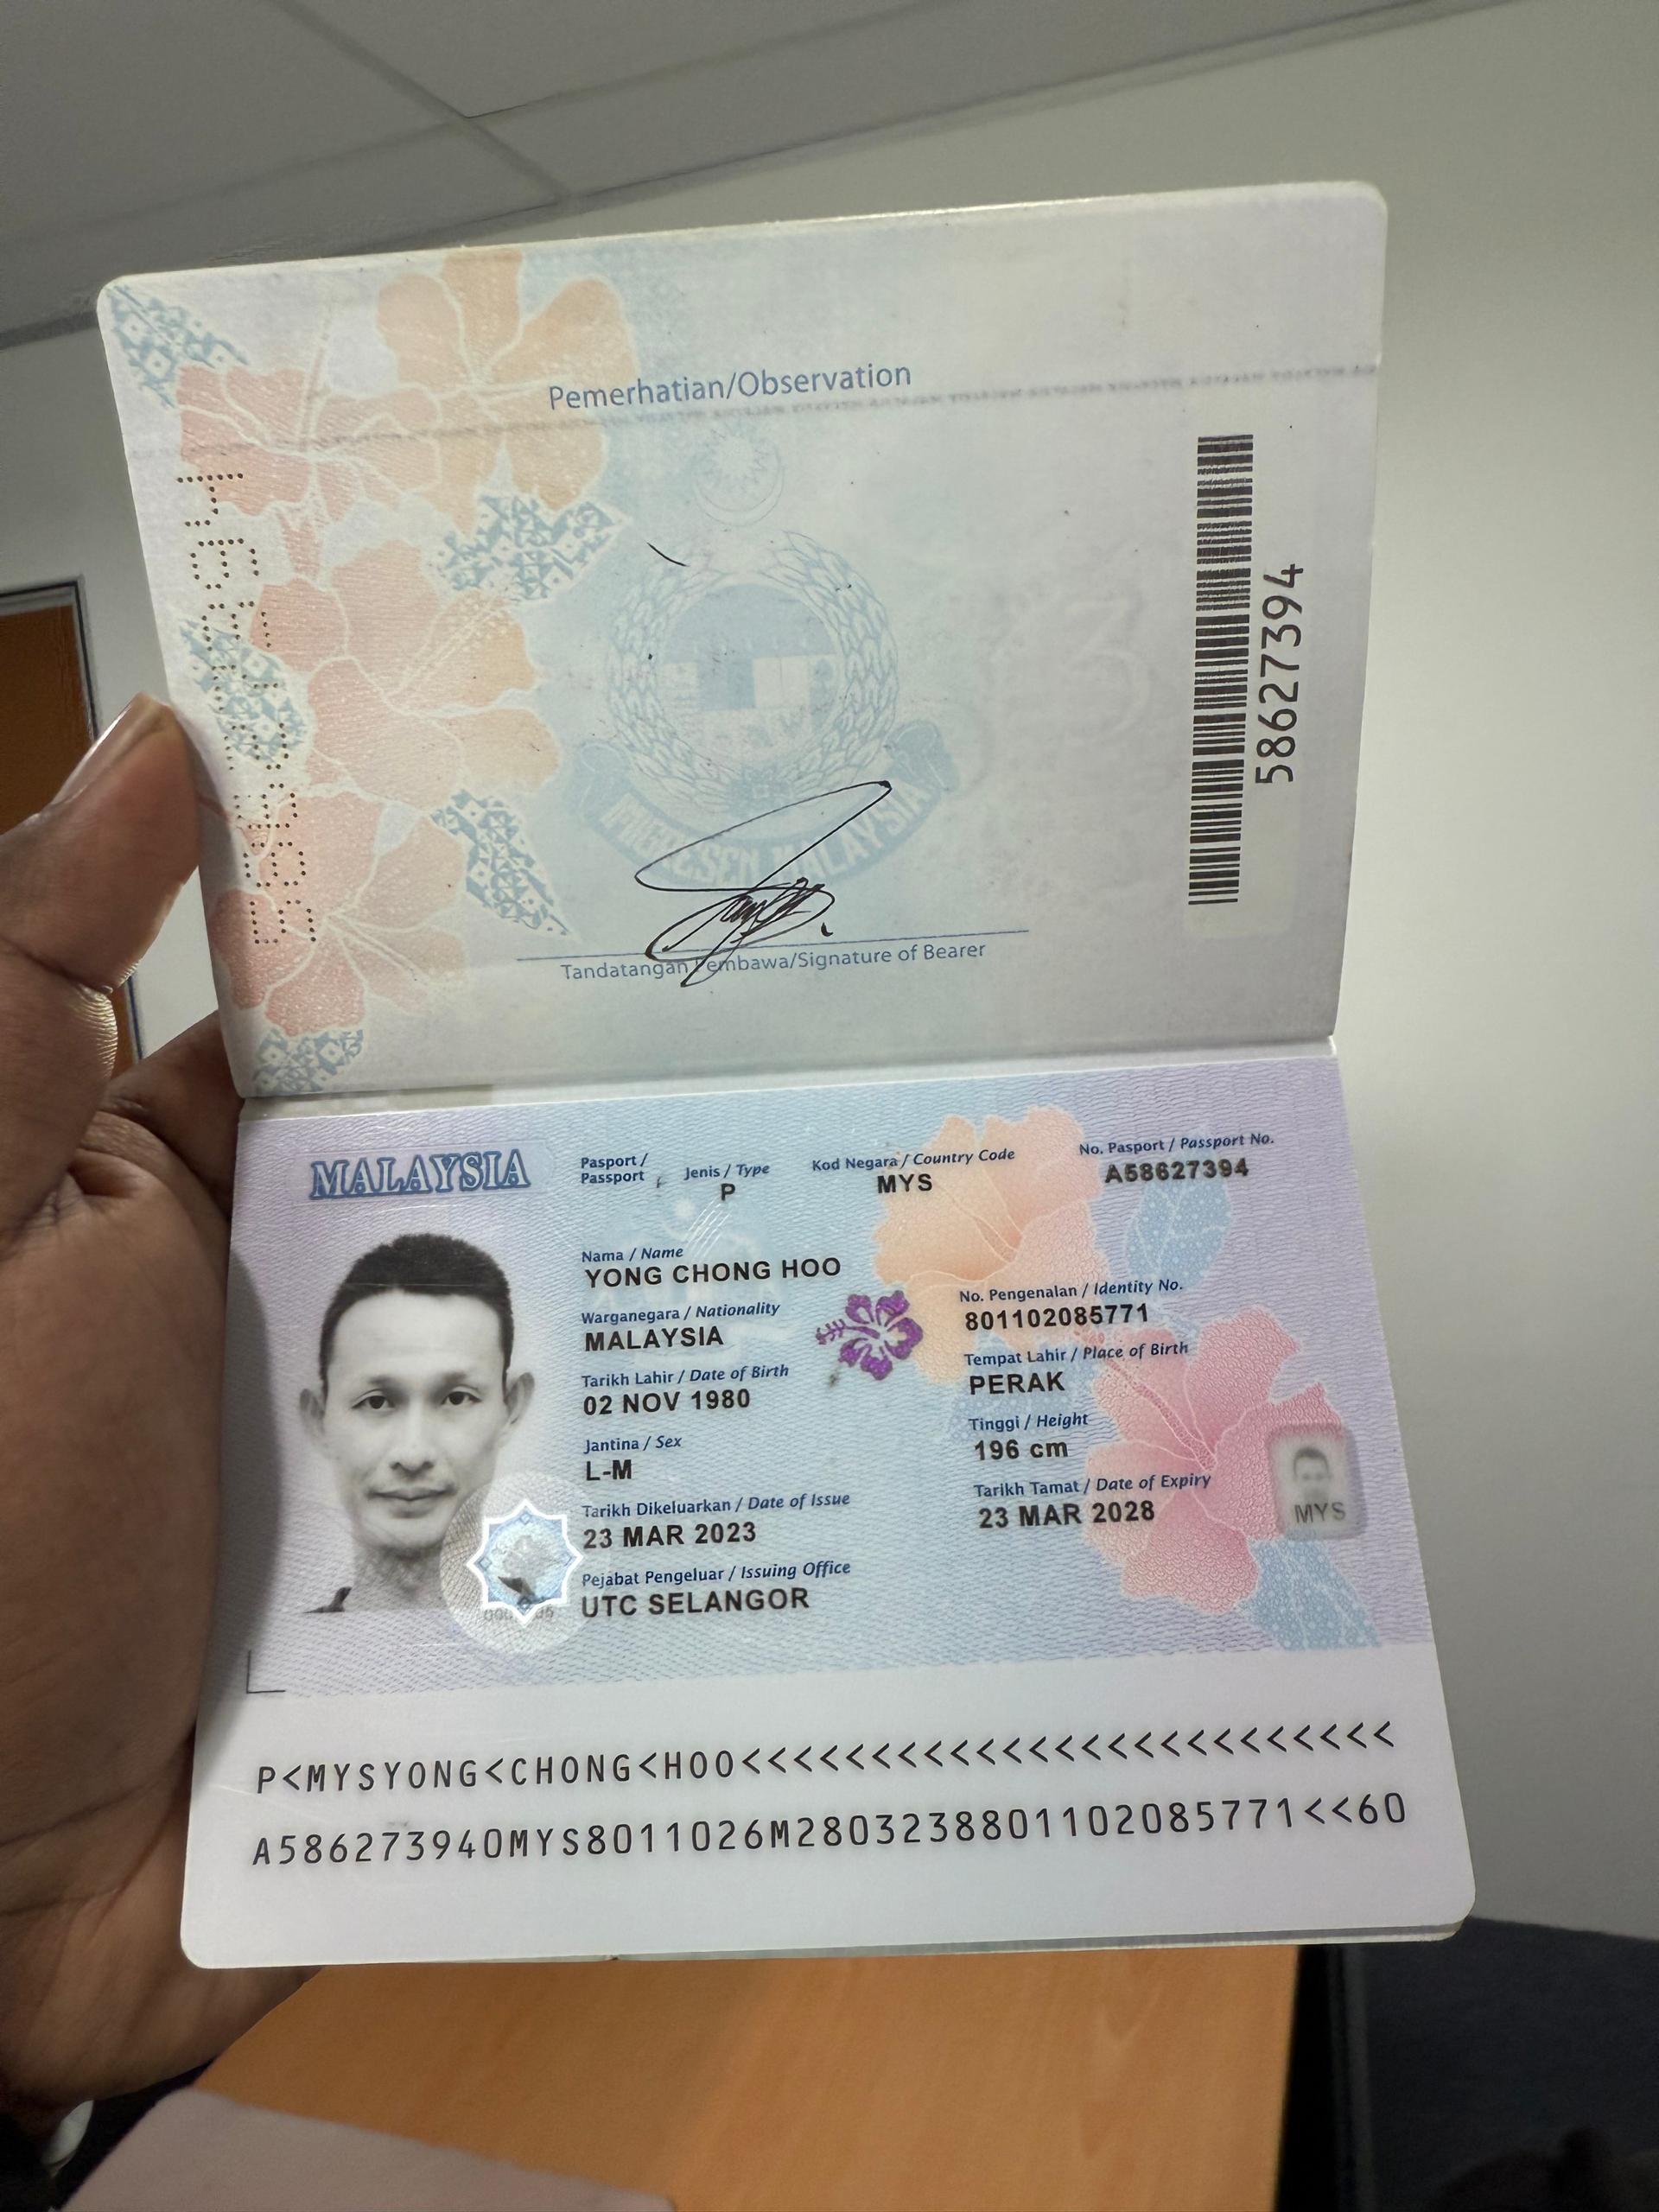 Pemerhatian/Observation
58627394
IMIGRESEN MALAYSIA
Tandatangan Pembawa/Signature of Bearer
MALAYSIA
Pasport / Passport
Jenis / Type
P
Kod Negara / Country Code
MYS
No. Pasport / Passport No.
A58627394
Nama / Name
YONG CHONG HOO
Warganegara / Nationality
MALAYSIA
No. Pengenalan / Identity No.
801102085771
Tarikh Lahir / Date of Birth
02 NOV 1980
Tempat Lahir / Place of Birth
PERAK
Jantina / Sex
L-M
Tinggi / Height
196 cm
Tarikh Dikeluarkan / Date of Issue
23 MAR 2023
Tarikh Tamat / Date of Expiry
23 MAR 2028
MYS
Pejabat Pengeluar / Issuing Office
UTC SELANGOR
P<MYSYONG<CHONG<HOO<<<<<<<<<<<<<<<<<<<<<<<<<
A586273940MYS8011026M2803238801102085771<<60